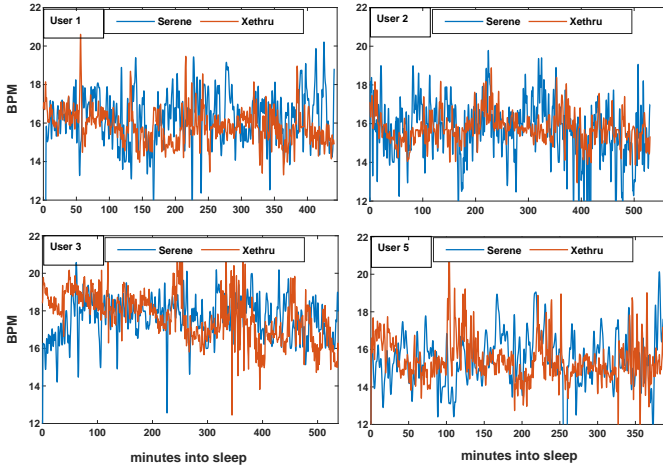 User 1 Serene Xethru
User 2 Serene Xethru
22
20
18
16
14
12
BPM
0 50 100 150 200 250 300 350 400
22
20
18
16
14
12
0 100 200 300 400 500
User 3 Serene Xethru
User 5 Serene Xethru
22
20
18
16
14
12
BPM
0 100 200 300 400 500
minutes into sleep
22
20
18
16
14
12
0 50 100 150 200 250 300 350
minutes into sleep